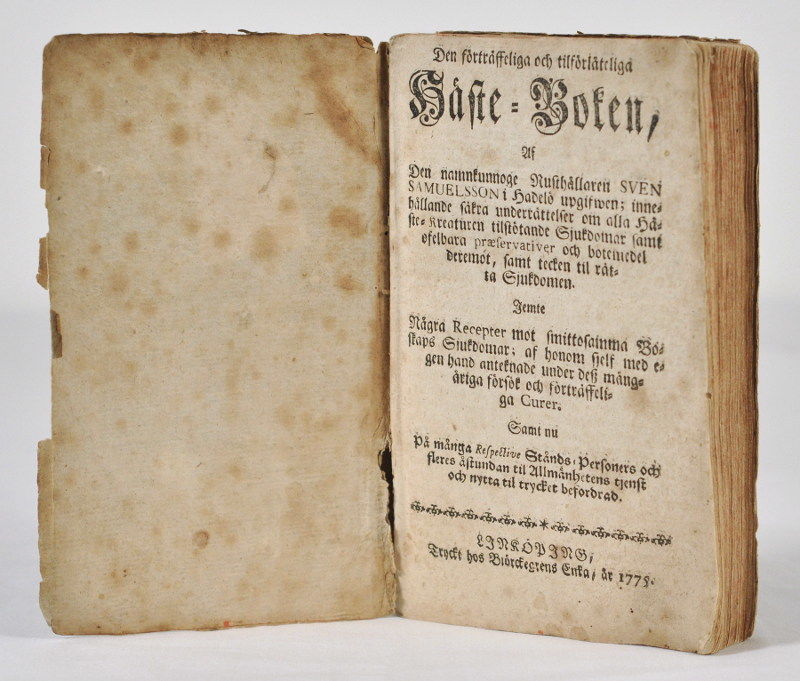 Den förträffeliga och tilförläteliga
Häste-Boken,
Af
Den namnkunnoge Rusthållaren SVEN
SAMUELSSON i Hadelö upgifwen; inne-
hållande säkra underrättelser om alla Hä-
ste-Kreaturen tilstötande Sjukdomar samt
ofelbara præservativer och botemedel
deremot, samt tecken til rät-
ta Sjukdomen.
Jemte
Några Recepter mot smittosamma Bo-
skaps Sjukdomar; af honom sjelf med e-
gen hand anteknade under deß mång-
åriga försök och förträffeli-
ga Curer.
Samt nu
På många Respective Stånds-Personers och
fleres åstundan til Allmänhetens tjenst
och nytta til trycket befordrad.
LINKÖPING,
Tryckt hos Biörckegrens Enka, år 1775.